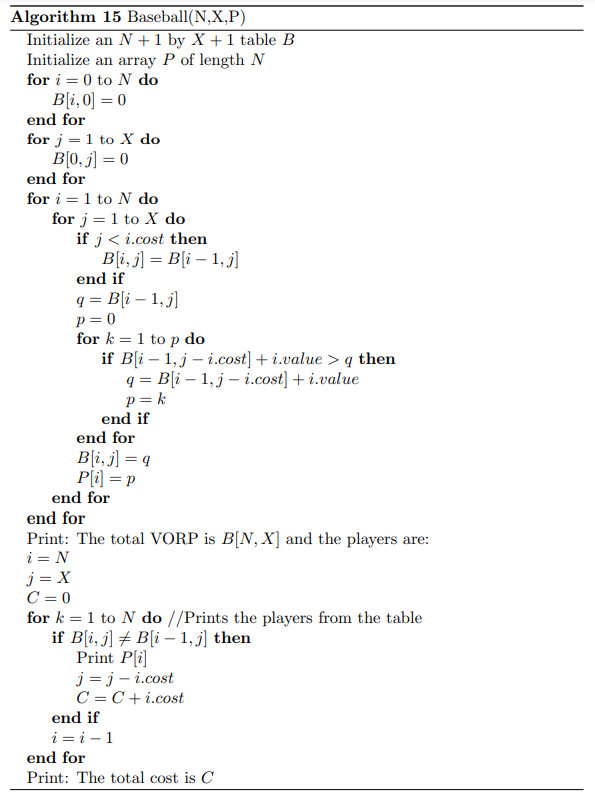 Algorithm 15 Baseball(N,X,P)
Initialize an N + 1 by X + 1 table B
Initialize an array P of length N
for i = 0 to N do
B[i, 0] = 0
end for
for j = 1 to X do
B[0, j] = 0
end for
for i = 1 to N do
for j = 1 to X do
if j < i.cost then
B[i, j] = B[i − 1, j]
end if
q = B[i − 1, j]
p = 0
for k = 1 to p do
if B[i − 1, j − i.cost] + i.value > q then
q = B[i − 1, j − i.cost] + i.value
p = k
end if
end for
B[i, j] = q
P[i] = p
end for
end for
Print: The total VORP is B[N, X] and the players are:
i = N
j = X
C = 0
for k = 1 to N do //Prints the players from the table
if B[i, j] ≠ B[i − 1, j] then
Print P[i]
j = j − i.cost
C = C + i.cost
end if
i = i − 1
end for
Print: The total cost is C